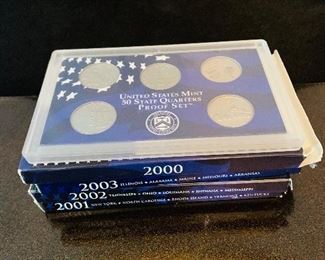 UNITED STATES MINT
50 STATE QUARTERS
PROOF SET™
2000
2003 ILLINOIS ★ ALABAMA ★ MAINE ★ MISSOURI ★ ARKANSAS
2002 TENNESSEE ★ OHIO ★ LOUISIANA ★ INDIANA ★ MISSISSIPPI
2001 NEW YORK ★ NORTH CAROLINA ★ RHODE ISLAND ★ VERMONT ★ KENTUCKY